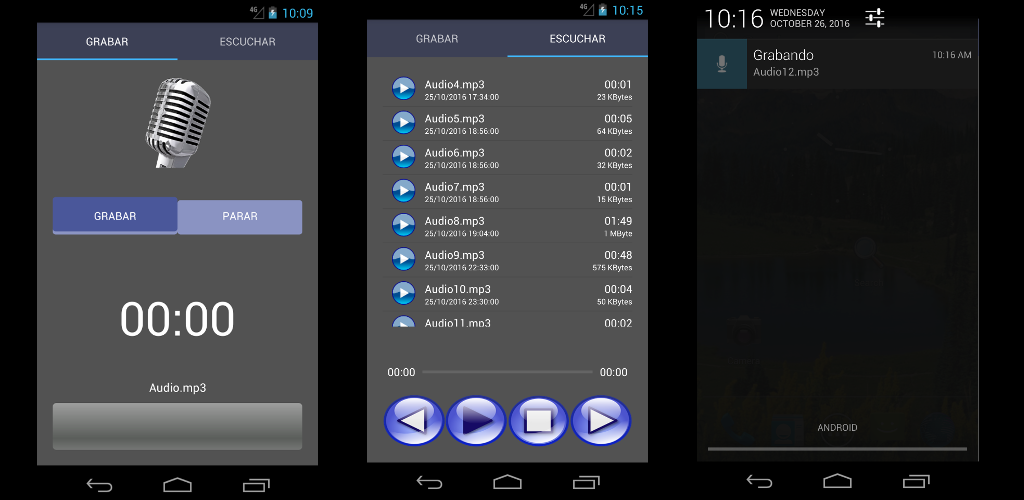 4G 10:09
GRABAR ESCUCHAR
GRABAR PARAR
00:00
Audio.mp3
4G 10:15
GRABAR ESCUCHAR
Audio4.mp3 00:01
25/10/2016 17:34:00 23 KBytes
Audio5.mp3 00:05
25/10/2016 18:56:00 64 KBytes
Audio6.mp3 00:02
25/10/2016 18:56:00 32 KBytes
Audio7.mp3 00:01
25/10/2016 18:56:00 15 KBytes
Audio8.mp3 01:49
25/10/2016 19:04:00 1 MByte
Audio9.mp3 00:48
25/10/2016 22:33:00 575 KBytes
Audio10.mp3 00:04
25/10/2016 23:30:00 50 KBytes
Audio11.mp3 00:02
00:00 00:00
10:16 WEDNESDAY
OCTOBER 26, 2016
Grabando 10:16 AM
Audio12.mp3
ANDROID